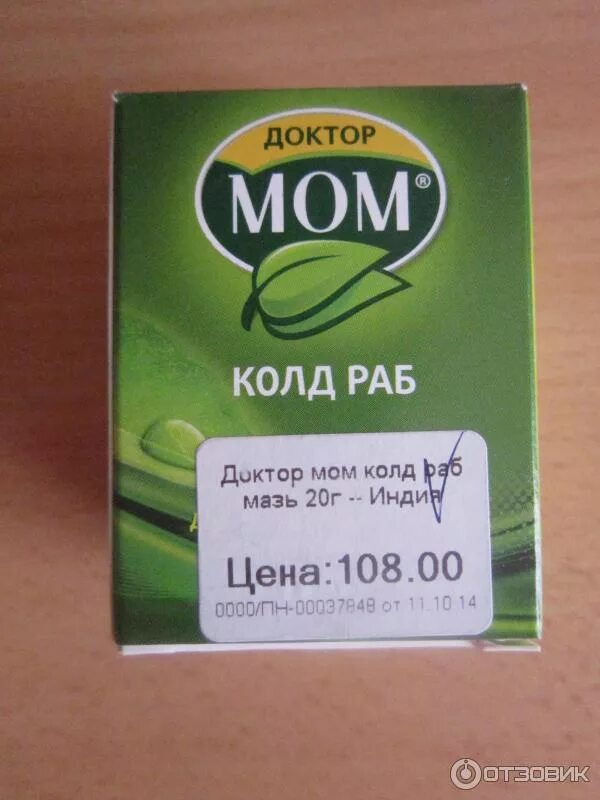 ДОКТОР
МОМ®
КОЛД РАБ
Доктор мом колд раб
мазь 20г -- Индия
Цена:108.00
0000/ПН-00037848 от 11.10.14
ОТЗОВИК